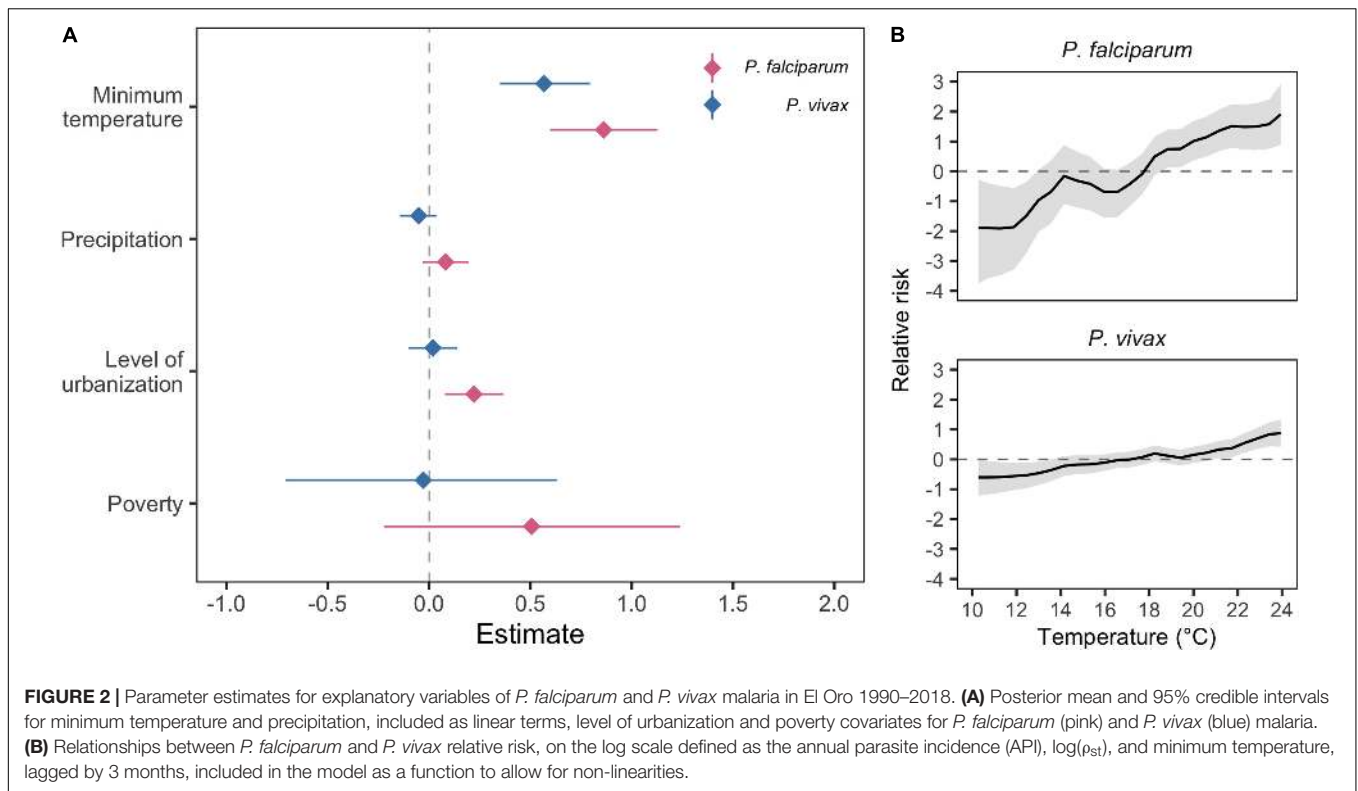 A
P. falciparum
P. vivax
Minimum
temperature
Precipitation
Level of
urbanization
Poverty
-1.0 -0.5 0.0 0.5 1.0 1.5 2.0
Estimate
B
P. falciparum
3
2
1
0
-1
-2
-3
-4
Relative risk
P. vivax
3
2
1
0
-1
-2
-3
-4
10 12 14 16 18 20 22 24
Temperature (°C)
FIGURE 2 | Parameter estimates for explanatory variables of P. falciparum and P. vivax malaria in El Oro 1990–2018. (A) Posterior mean and 95% credible intervals
for minimum temperature and precipitation, included as linear terms, level of urbanization and poverty covariates for P. falciparum (pink) and P. vivax (blue) malaria.
(B) Relationships between P. falciparum and P. vivax relative risk, on the log scale defined as the annual parasite incidence (API), log(ρst), and minimum temperature,
lagged by 3 months, included in the model as a function to allow for non-linearities.